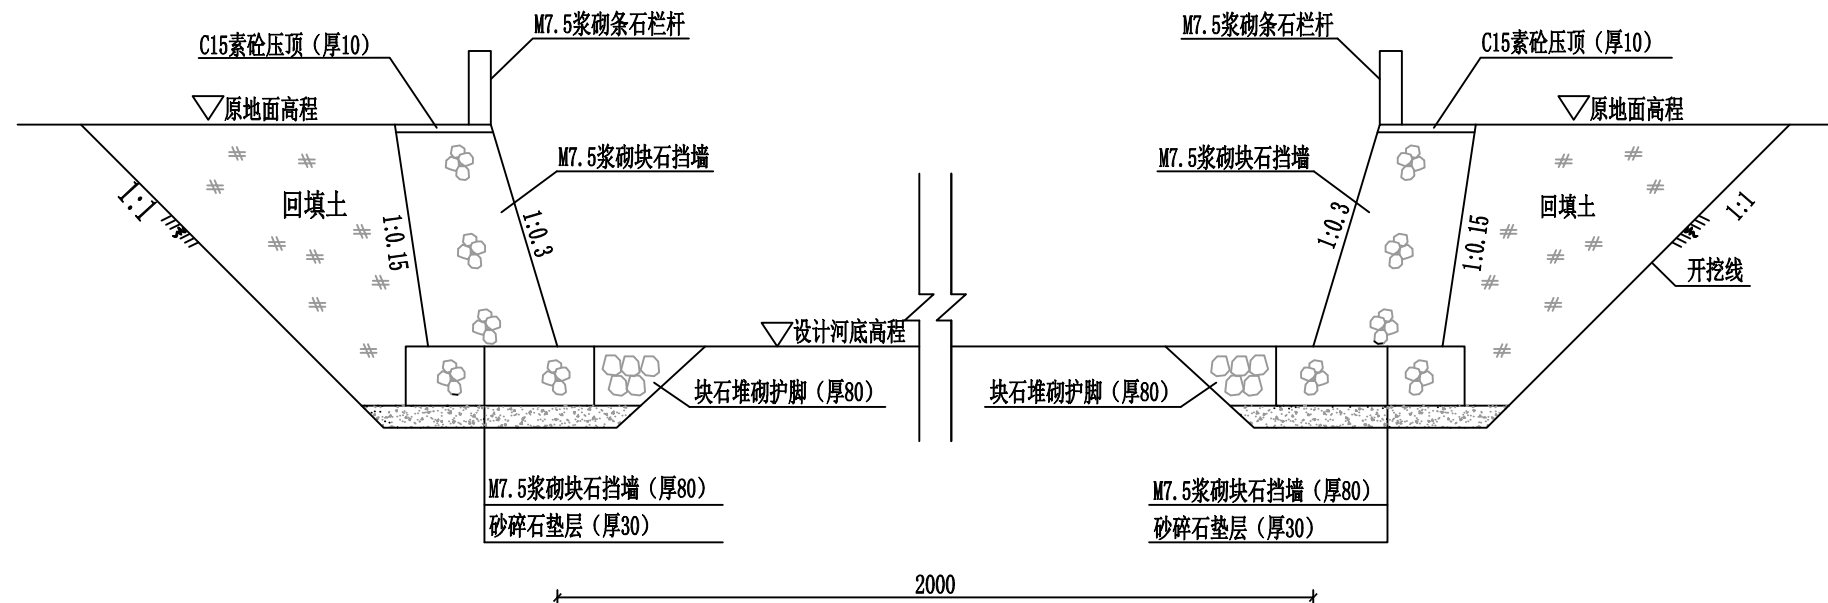 M7.5浆砌条石栏杆
M7.5浆砌条石栏杆
C15素砼压顶（厚10）
C15素砼压顶（厚10）
原地面高程
原地面高程
M7.5浆砌块石挡墙
M7.5浆砌块石挡墙
1:1
回填土
1:0.15
1:0.3
1:0.3
1:0.15
回填土
1:1
开挖线
设计河底高程
块石堆砌护脚（厚80）
块石堆砌护脚（厚80）
M7.5浆砌块石挡墙（厚80）
砂碎石垫层（厚30）
M7.5浆砌块石挡墙（厚80）
砂碎石垫层（厚30）
2000